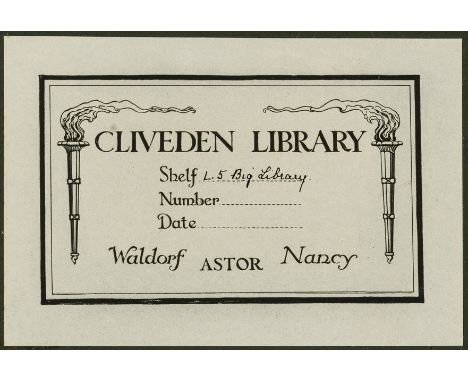 CLIVEDEN LIBRARY
Shelf L. 5 Big Library.
Number
Date
Waldorf ASTOR Nancy